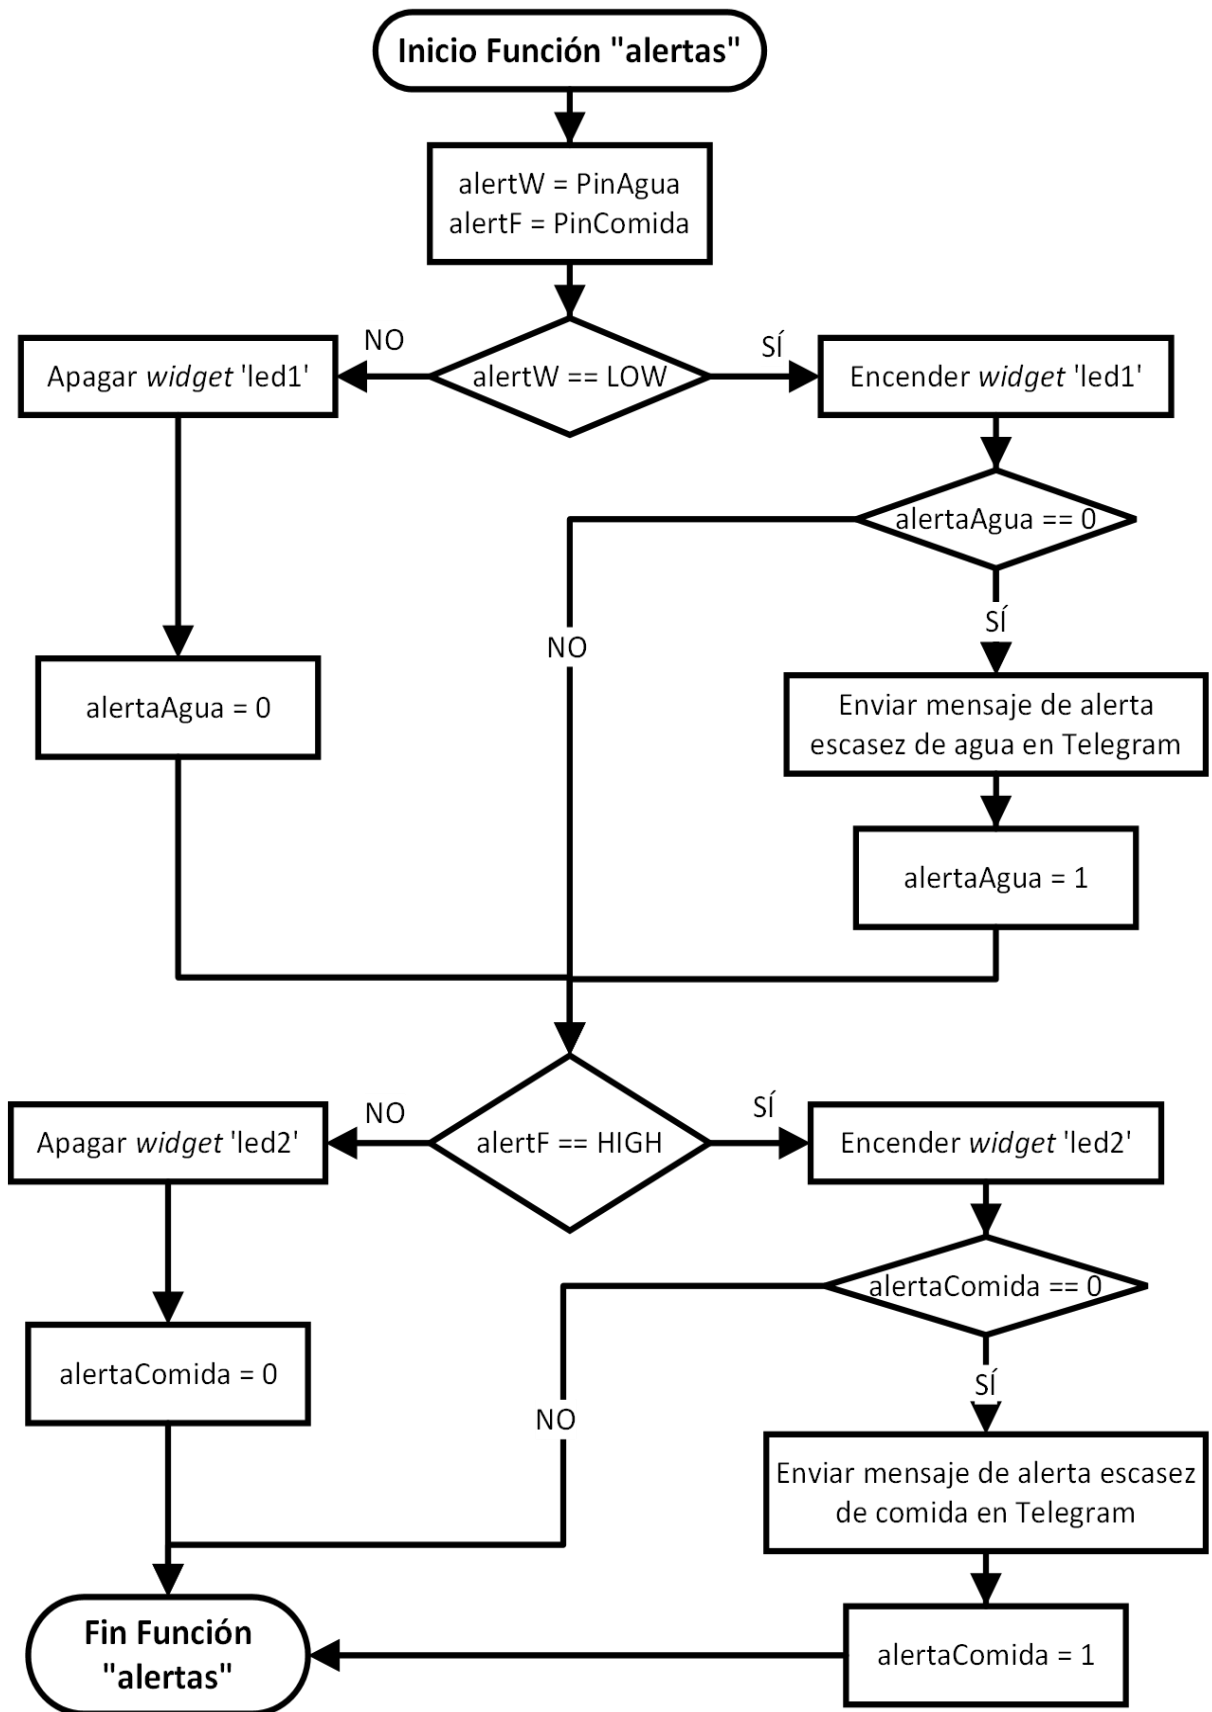 Inicio Función "alertas"
alertW = PinAgua
alertF = PinComida
NO
alertW == LOW
SÍ
Apagar widget 'led1'
Encender widget 'led1'
alertaAgua == 0
SÍ
NO
alertaAgua = 0
Enviar mensaje de alerta
escasez de agua en Telegram
alertaAgua = 1
NO
alertF == HIGH
SÍ
Apagar widget 'led2'
Encender widget 'led2'
alertaComida == 0
alertaComida = 0
SÍ
NO
Enviar mensaje de alerta escasez
de comida en Telegram
Fin Función
"alertas"
alertaComida = 1